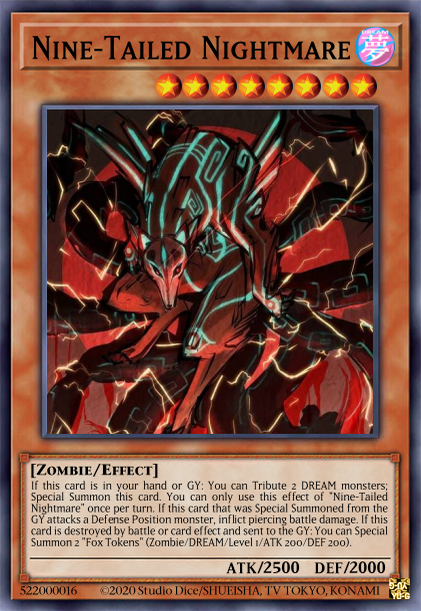 Nine-Tailed Nightmare
DREAM
夢
[Zombie/Effect]
If this card is in your hand or GY: You can Tribute 2 DREAM monsters;
Special Summon this card. You can only use this effect of "Nine-Tailed
Nightmare" once per turn. If this card that was Special Summoned from the
GY attacks a Defense Position monster, inflict piercing battle damage. If this
card is destroyed by battle or card effect and sent to the GY: You can Special
Summon 2 "Fox Tokens" (Zombie/DREAM/Level 1/ATK 200/DEF 200).
ATK/2500 DEF/2000
522000016 ©2020 Studio Dice/SHUEISHA, TV TOKYO, KONAMI